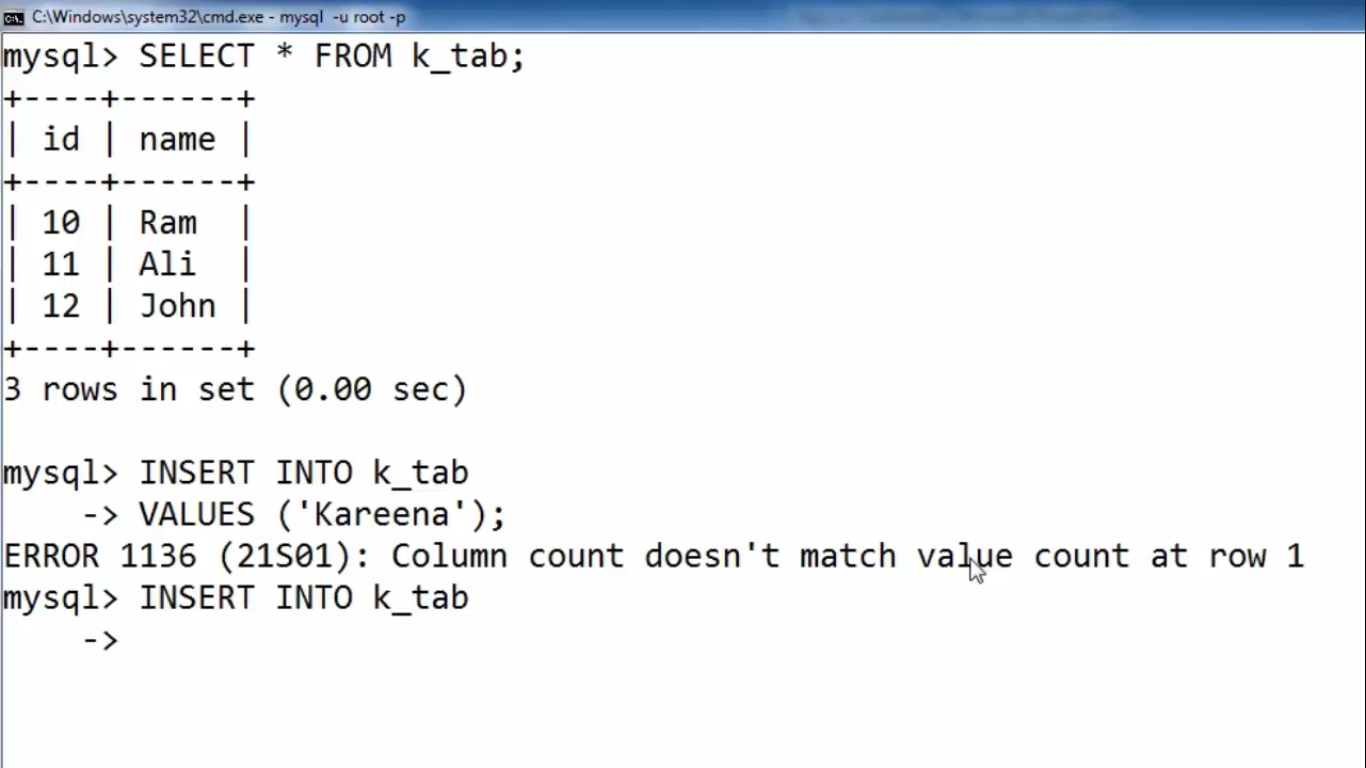 C:\Windows\system32\cmd.exe - mysql  -u root -p
mysql> SELECT * FROM k_tab;
+----+------+
| id | name |
+----+------+
| 10 | Ram  |
| 11 | Ali  |
| 12 | John |
+----+------+
3 rows in set (0.00 sec)
mysql> INSERT INTO k_tab
    -> VALUES ('Kareena');
ERROR 1136 (21S01): Column count doesn't match value count at row 1
mysql> INSERT INTO k_tab
    ->